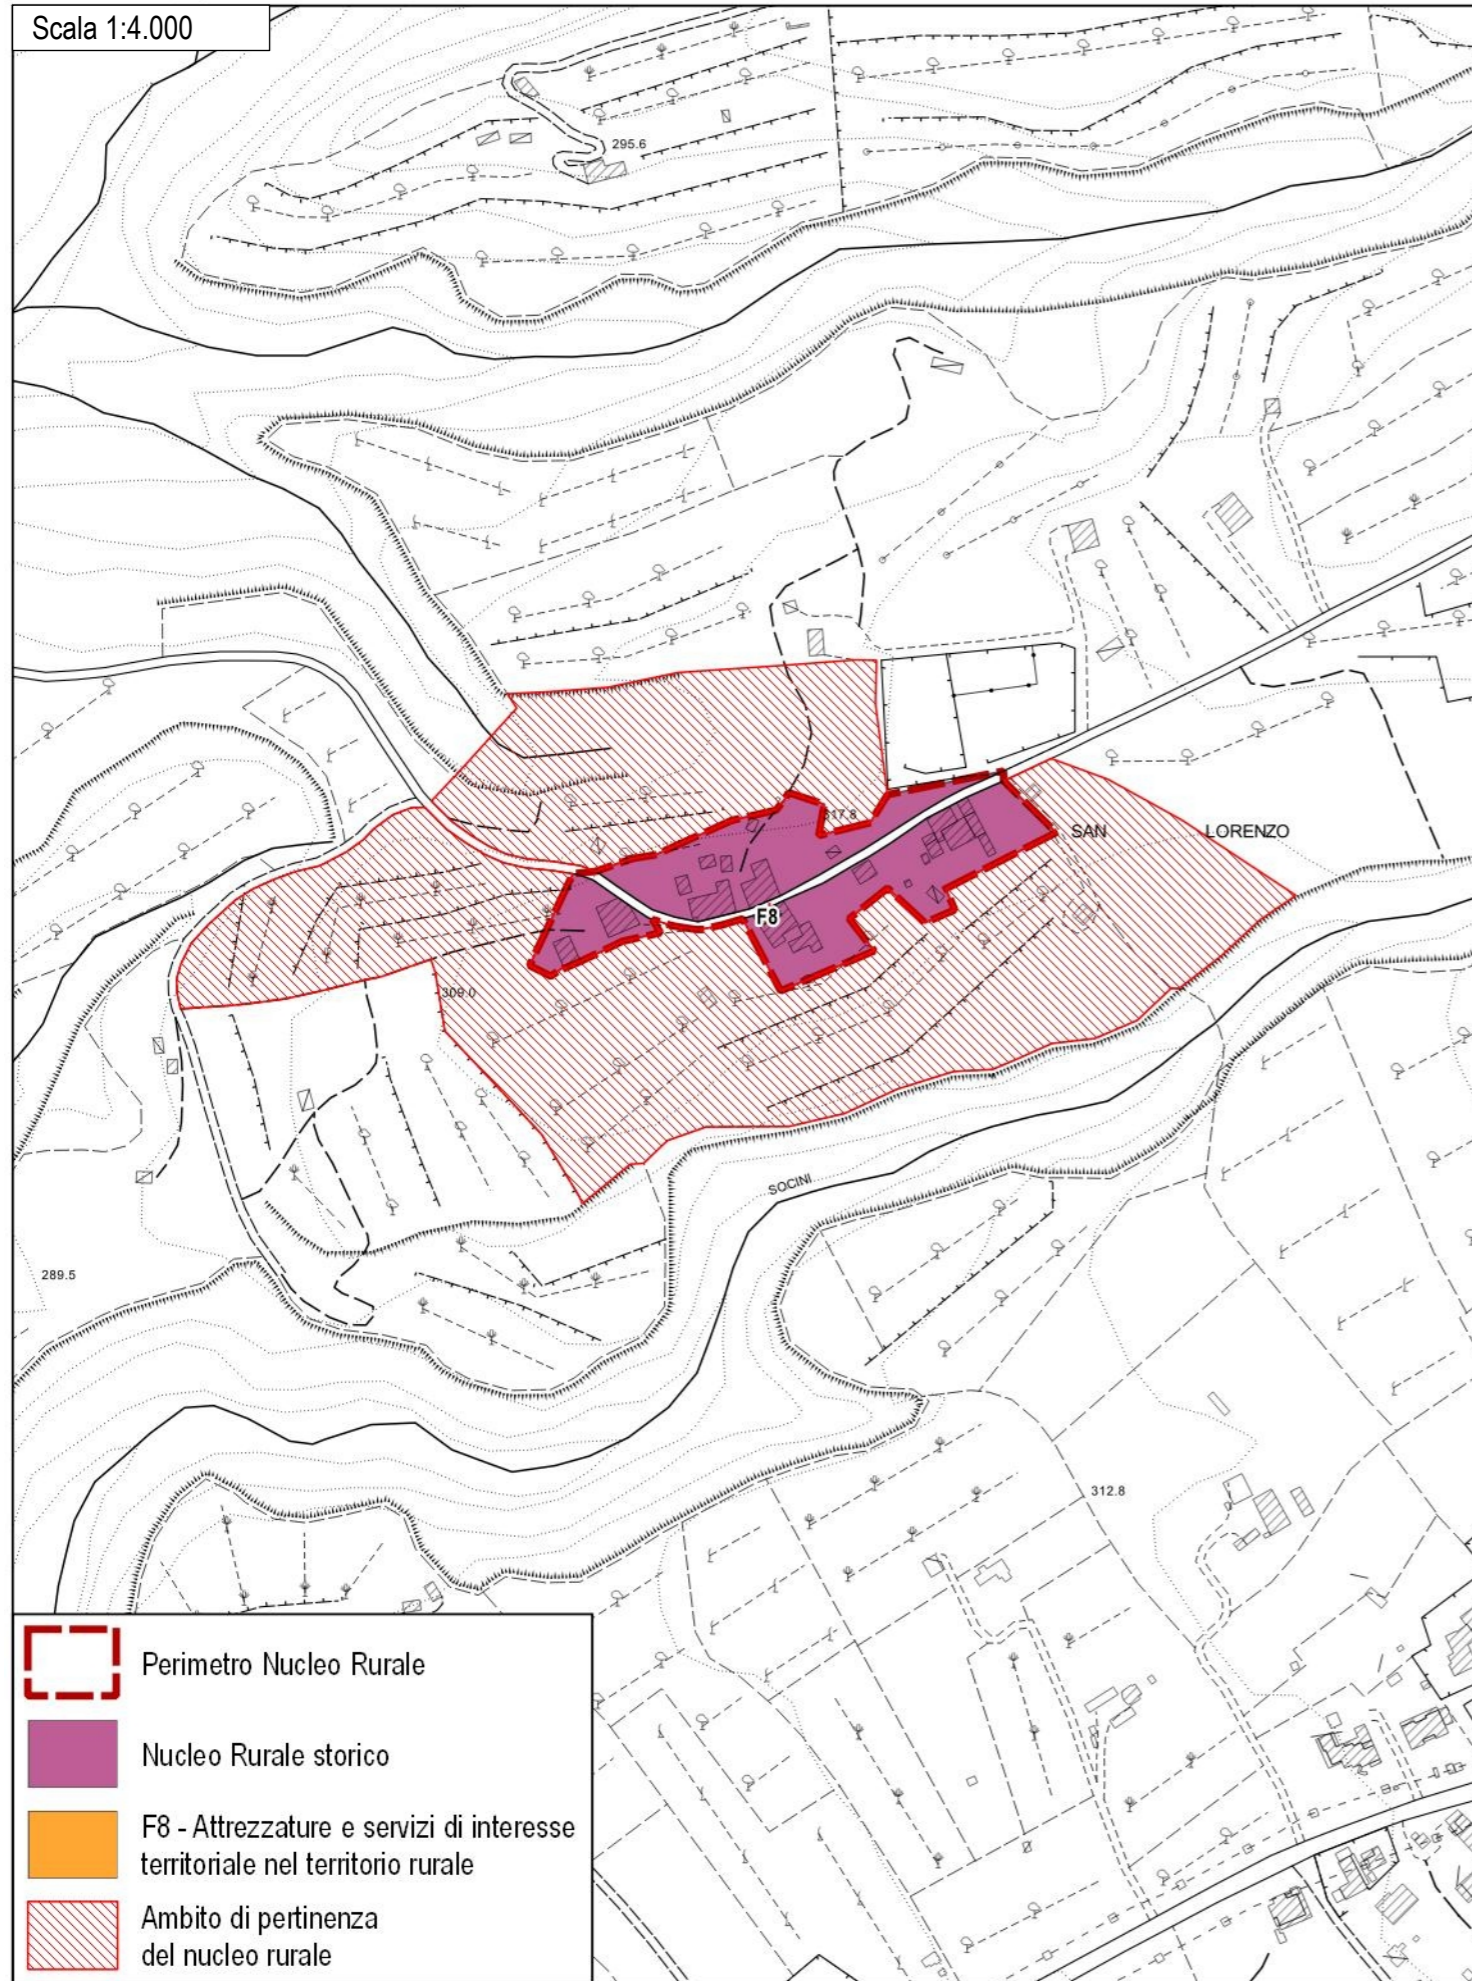 Scala 1:4.000
295.6
317.8
SAN LORENZO
F8
309.0
SOCINI
289.5
312.8
Perimetro Nucleo Rurale
Nucleo Rurale storico
F8 - Attrezzature e servizi di interesse
territoriale nel territorio rurale
Ambito di pertinenza
del nucleo rurale